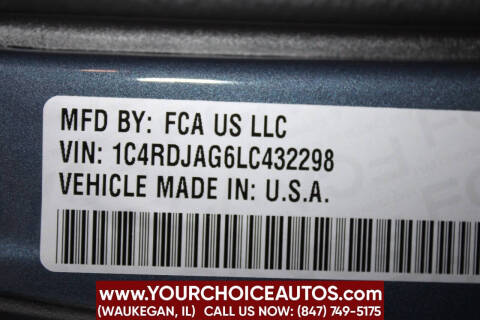 MFD BY: FCA US LLC
VIN: 1C4RDJAG6LC432298
VEHICLE MADE IN: U.S.A.
WWW.YOURCHOICEAUTOS.COM
(WAUKEGAN, IL) CALL US NOW: (847) 749-5175